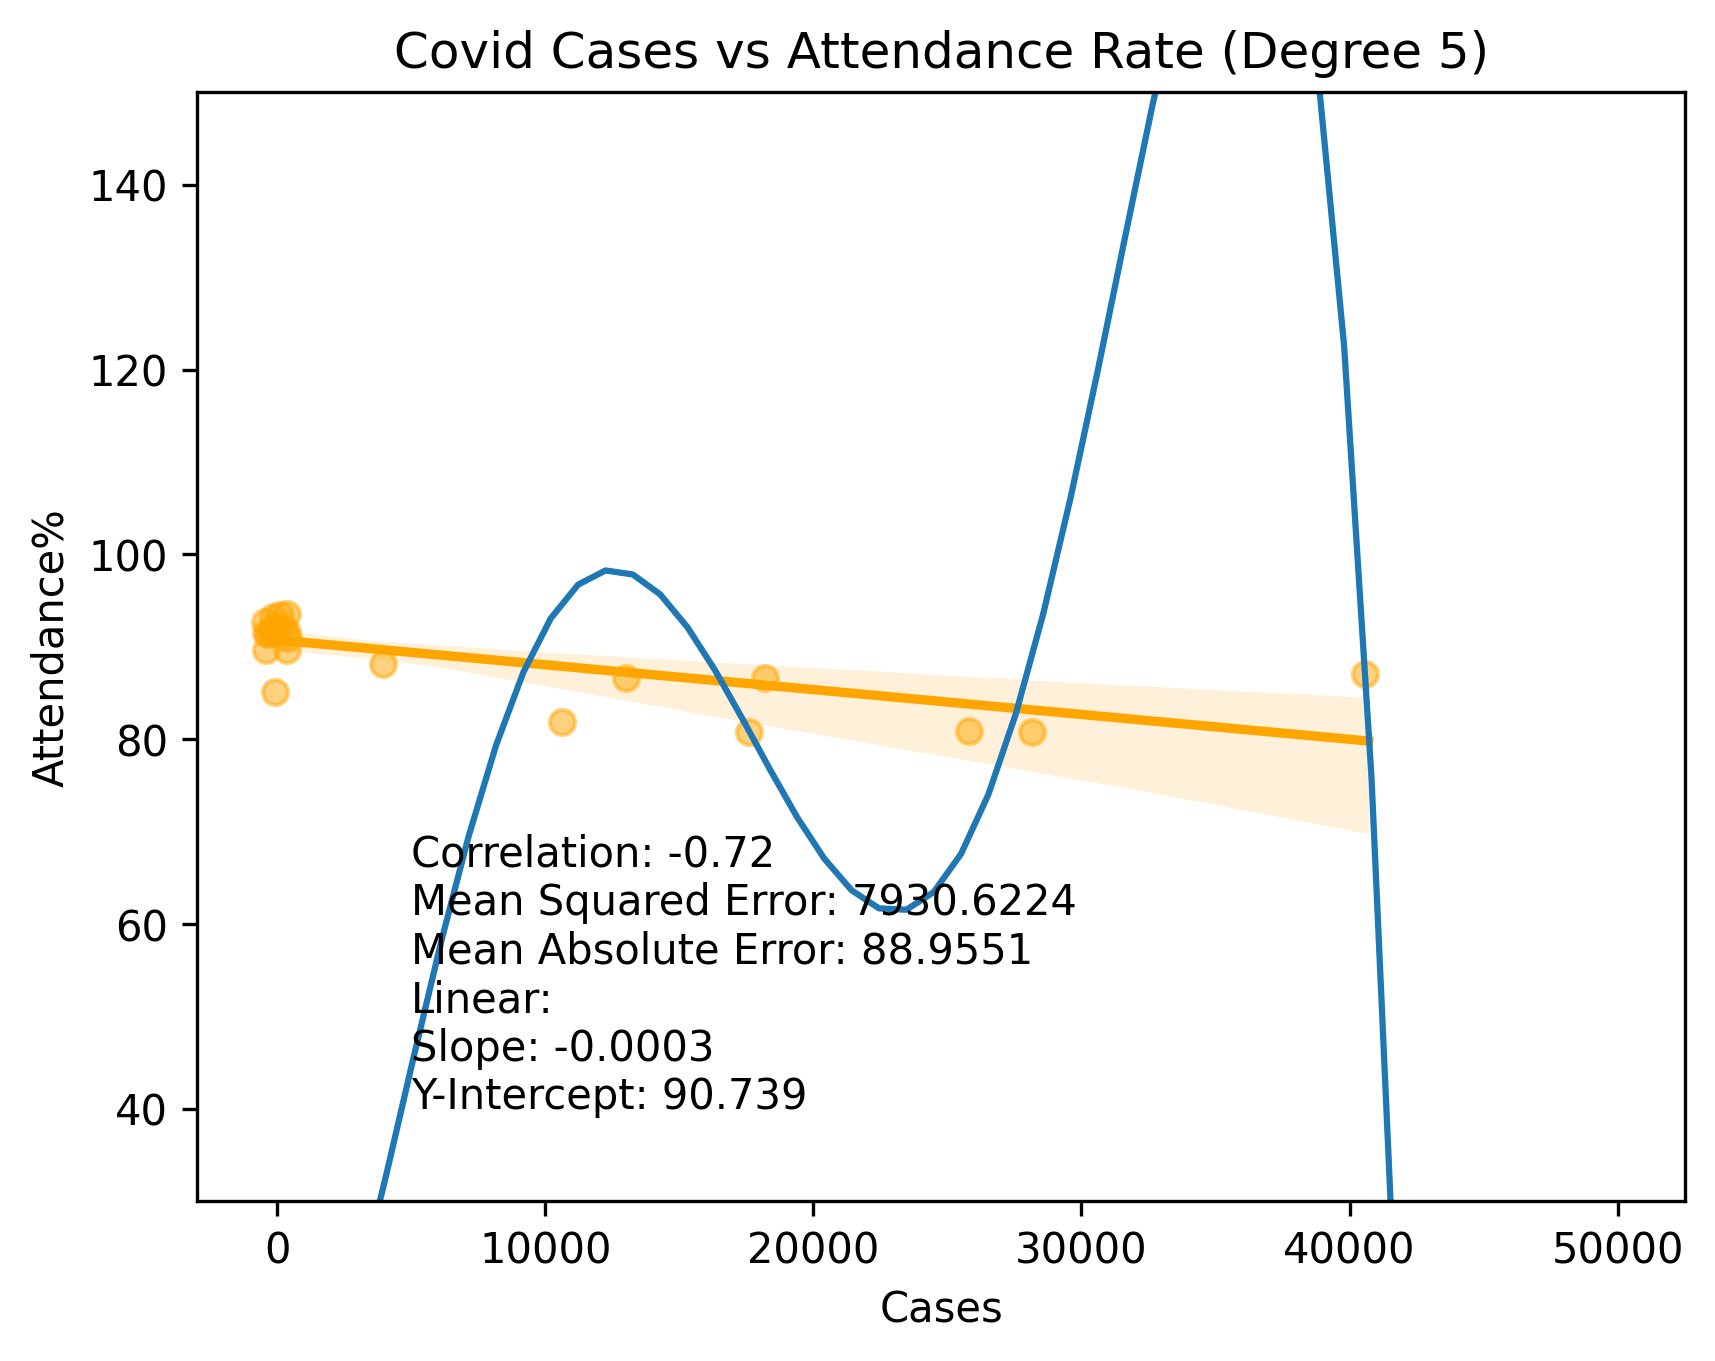 Covid Cases vs Attendance Rate (Degree 5)
140
120
100
80
60
40
Attendance%
Correlation: -0.72
Mean Squared Error: 7930.6224
Mean Absolute Error: 88.9551
Linear:
Slope: -0.0003
Y-Intercept: 90.739
0 10000 20000 30000 40000 50000
Cases